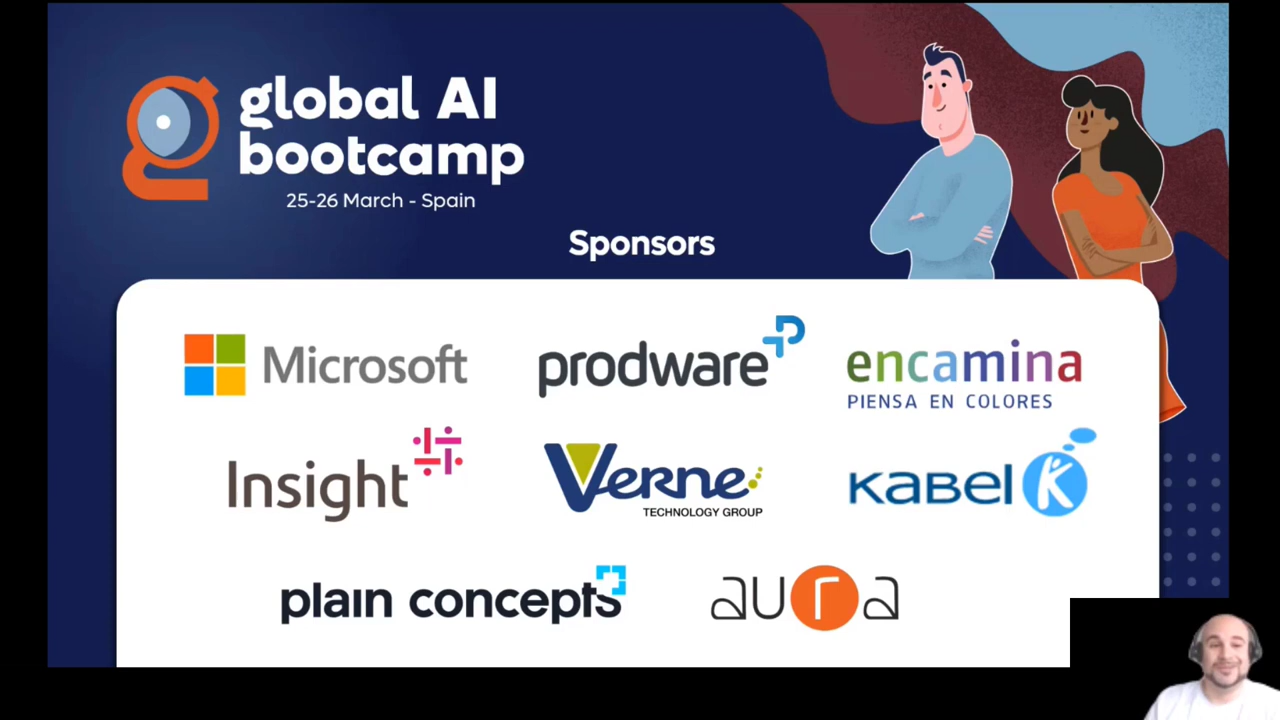 global AI
bootcamp
25-26 March - Spain
Sponsors
Microsoft
prodware
encamina
PIENSA EN COLORES
Insight
Verne
TECHNOLOGY GROUP
KABEL K
plain concepts
aura